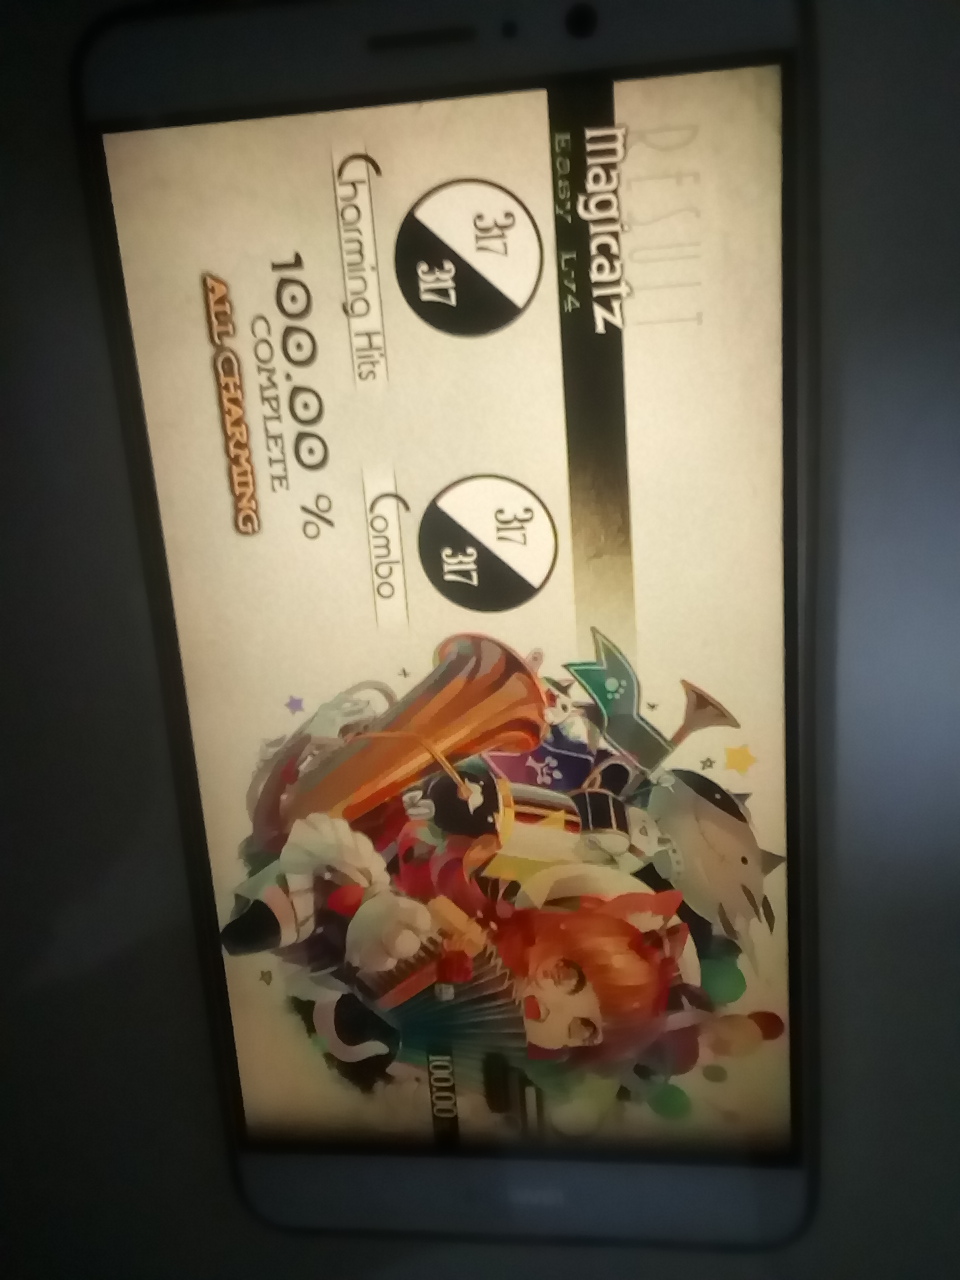 RESULT
magicatz
Easy Lv4
317
317
Charming Hits
317
317
Combo
100.00 %
COMPLETE
ALL CHARMING
100.00